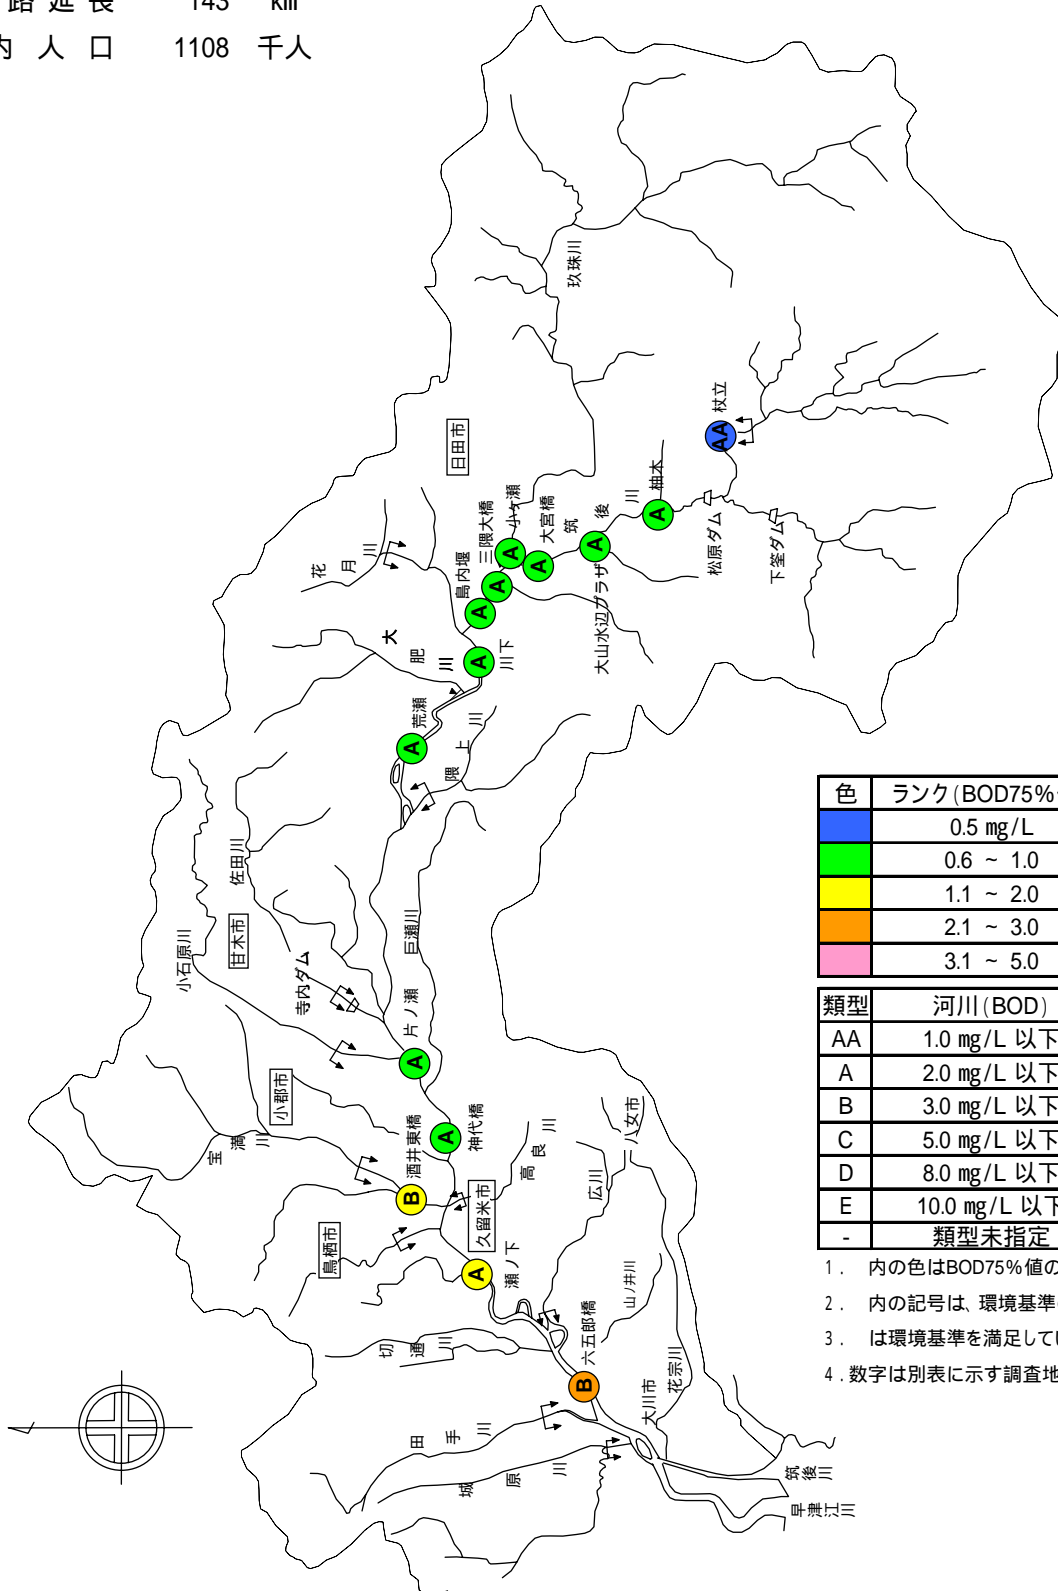 路延長 143 km
内人口 1108 千人
玖珠川
日田市
杖立
AA
花月川
島内堰
三隈大橋
小ヶ瀬
大宮橋
筑後川
柚木
A
A
A
A
A
A
松原ダム
下筌ダム
大山水辺プラザ
大肥川
川下
A
荒瀬
A
隈上川
佐田川
甘木市
小石原川
寺内ダム
巨瀬川
片ノ瀬
A
小郡市
宝満川
酒井東橋
B
神代橋
A
高良川
八女市
広川
久留米市
鳥栖市
瀬ノ下
A
山ノ井川
六五郎橋
B
切通川
花宗川
大川市
田手川
城原川
筑後川
早津江川
色 ランク(BOD75%
0.5 mg/L
0.6 ~ 1.0
1.1 ~ 2.0
2.1 ~ 3.0
3.1 ~ 5.0
類型 河川(BOD)
AA 1.0 mg/L 以下
A 2.0 mg/L 以下
B 3.0 mg/L 以下
C 5.0 mg/L 以下
D 8.0 mg/L 以下
E 10.0 mg/L 以下
- 類型未指定
1. 内の色はBOD75%値の
2. 内の記号は、環境基準
3. は環境基準を満足してい
4.数字は別表に示す調査地